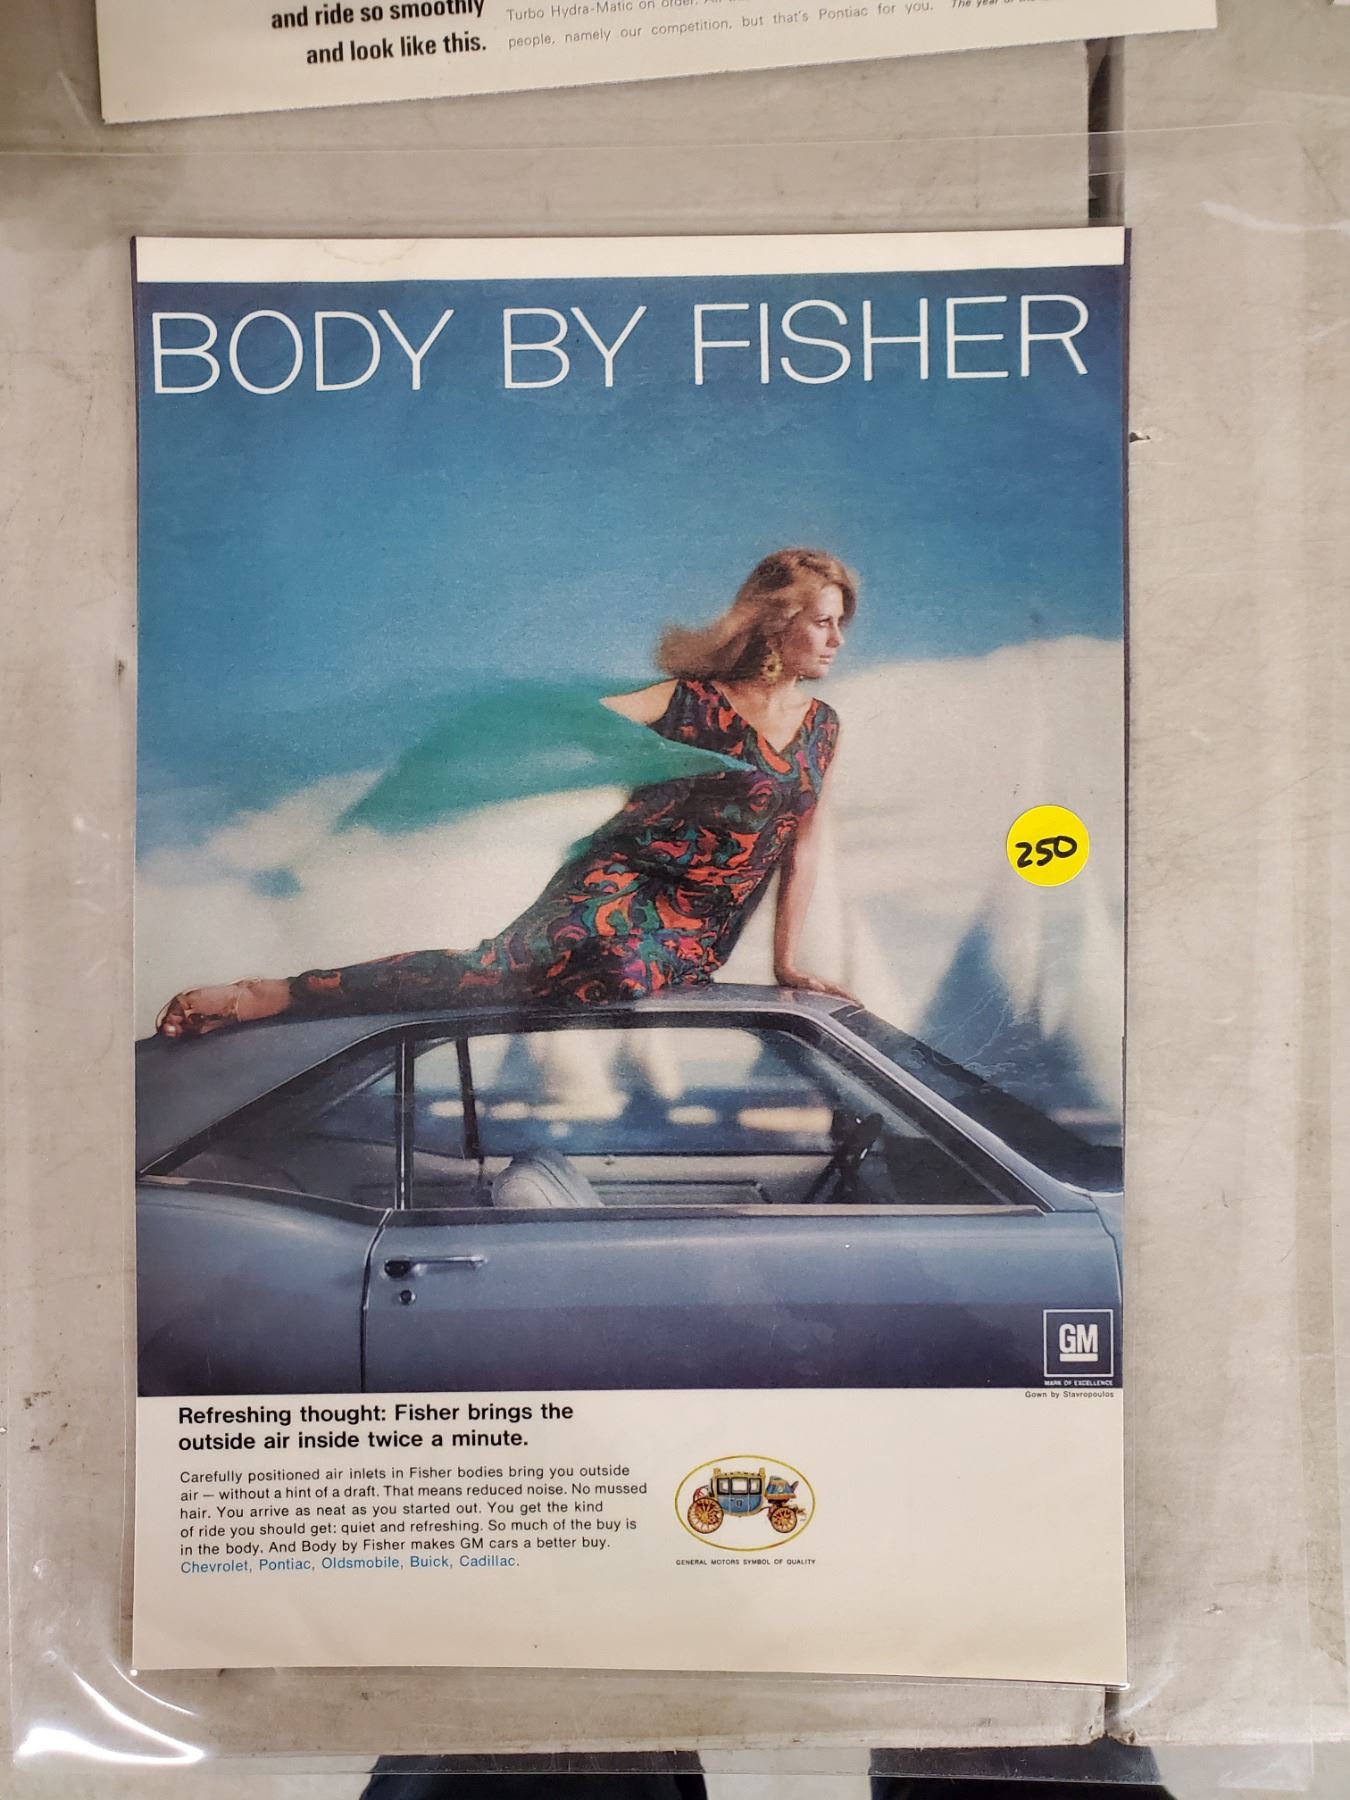 and ride so smoothly
and look like this.
Turbo Hydra-Matic on order.
people, namely our competition, but that's Pontiac for you. The year
BODY BY FISHER
250
GM
MARK OF EXCELLENCE
Gown by Stavropoulos
Refreshing thought: Fisher brings the
outside air inside twice a minute.
Carefully positioned air inlets in Fisher bodies bring you outside
air — without a hint of a draft. That means reduced noise. No mussed
hair. You arrive as neat as you started out. You get the kind
of ride you should get: quiet and refreshing. So much of the buy is
in the body. And Body by Fisher makes GM cars a better buy.
Chevrolet, Pontiac, Oldsmobile, Buick, Cadillac.
GENERAL MOTORS SYMBOL OF QUALITY